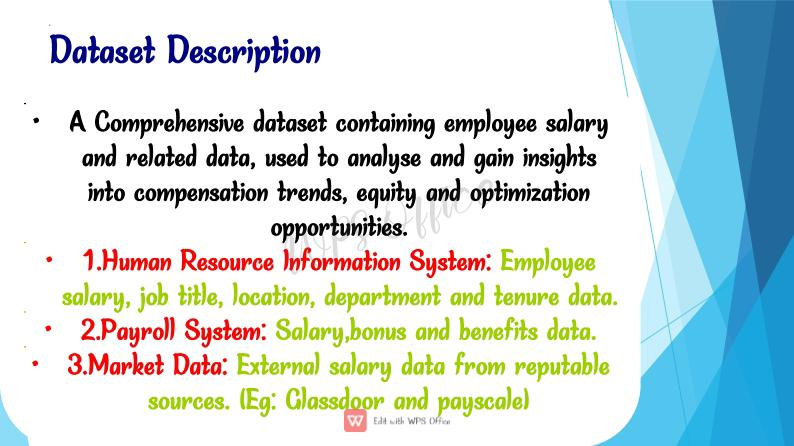 Dataset Description
• A Comprehensive dataset containing employee salary
and related data, used to analyse and gain insights
into compensation trends, equity and optimization
opportunities.
• 1.Human Resource Information System: Employee
salary, job title, location, department and tenure data.
• 2.Payroll System: Salary,bonus and benefits data.
• 3.Market Data: External salary data from reputable
sources. (Eg: Glassdoor and payscale)
WPS Office
Edit with WPS Office